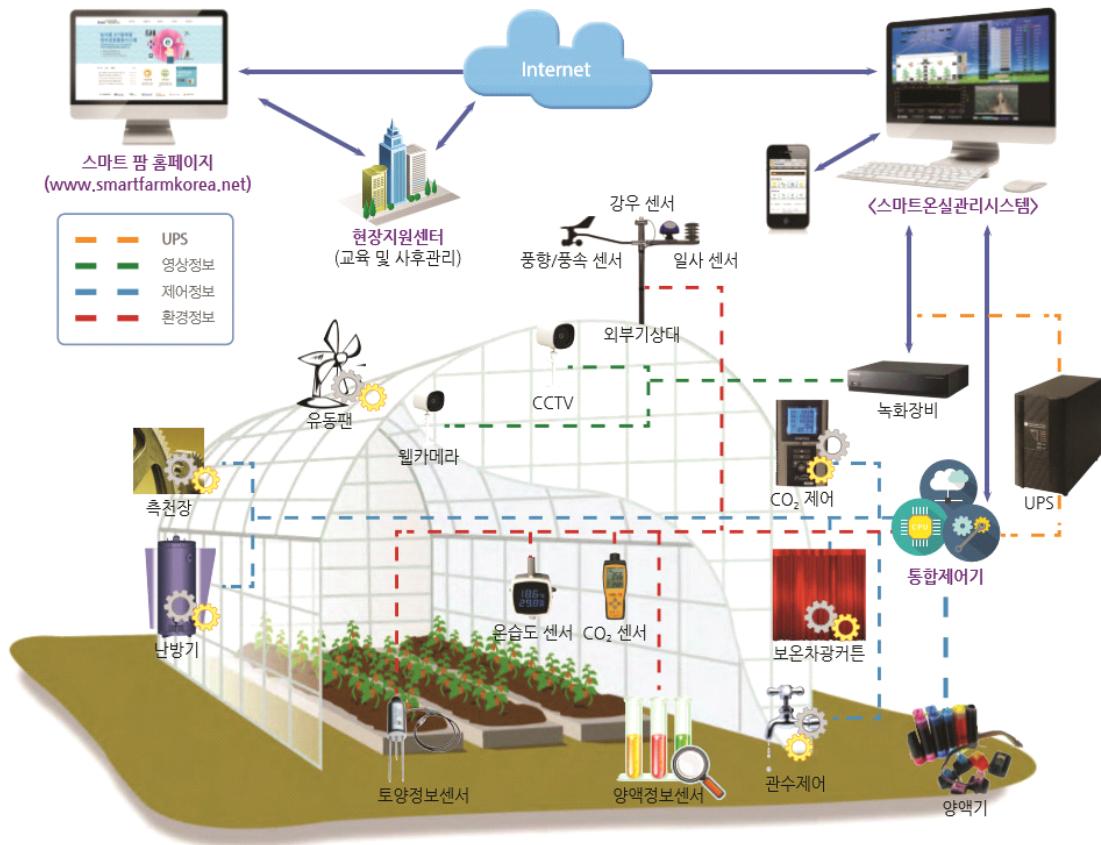 Internet
스마트 팜 홈페이지
(www.smartfarmkorea.net)
현장지원센터
(교육 및 사후관리)
<스마트온실관리시스템>
강우 센서
풍향/풍속 센서
일사 센서
외부기상대
UPS
영상정보
제어정보
환경정보
유동팬
CCTV
웹카메라
녹화장비
측천장
CO₂ 제어
UPS
CPU
통합제어기
난방기
온습도 센서
CO₂ 센서
보온차광커튼
토양정보센서
양액정보센서
관수제어
양액기